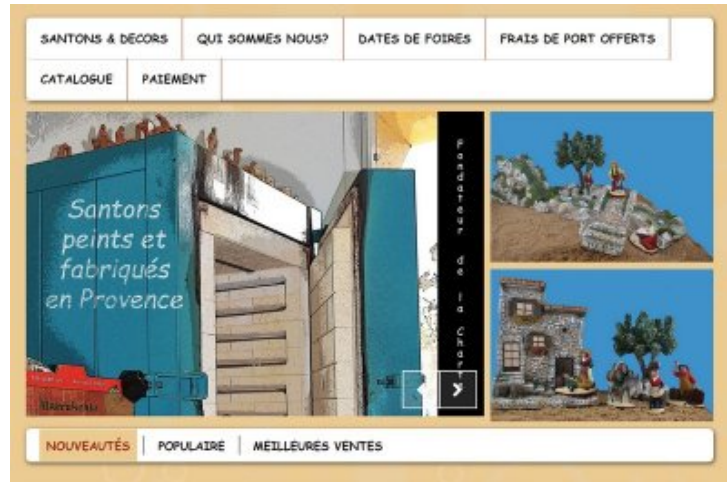 SANTONS & DECORS
QUI SOMMES NOUS?
DATES DE FOIRES
FRAIS DE PORT OFFERTS
CATALOGUE
PAIEMENT
Santons
peints et
fabriqués
en Provence
Fondateur de la Charte
NOUVEAUTÉS
POPULAIRE
MEILLEURES VENTES